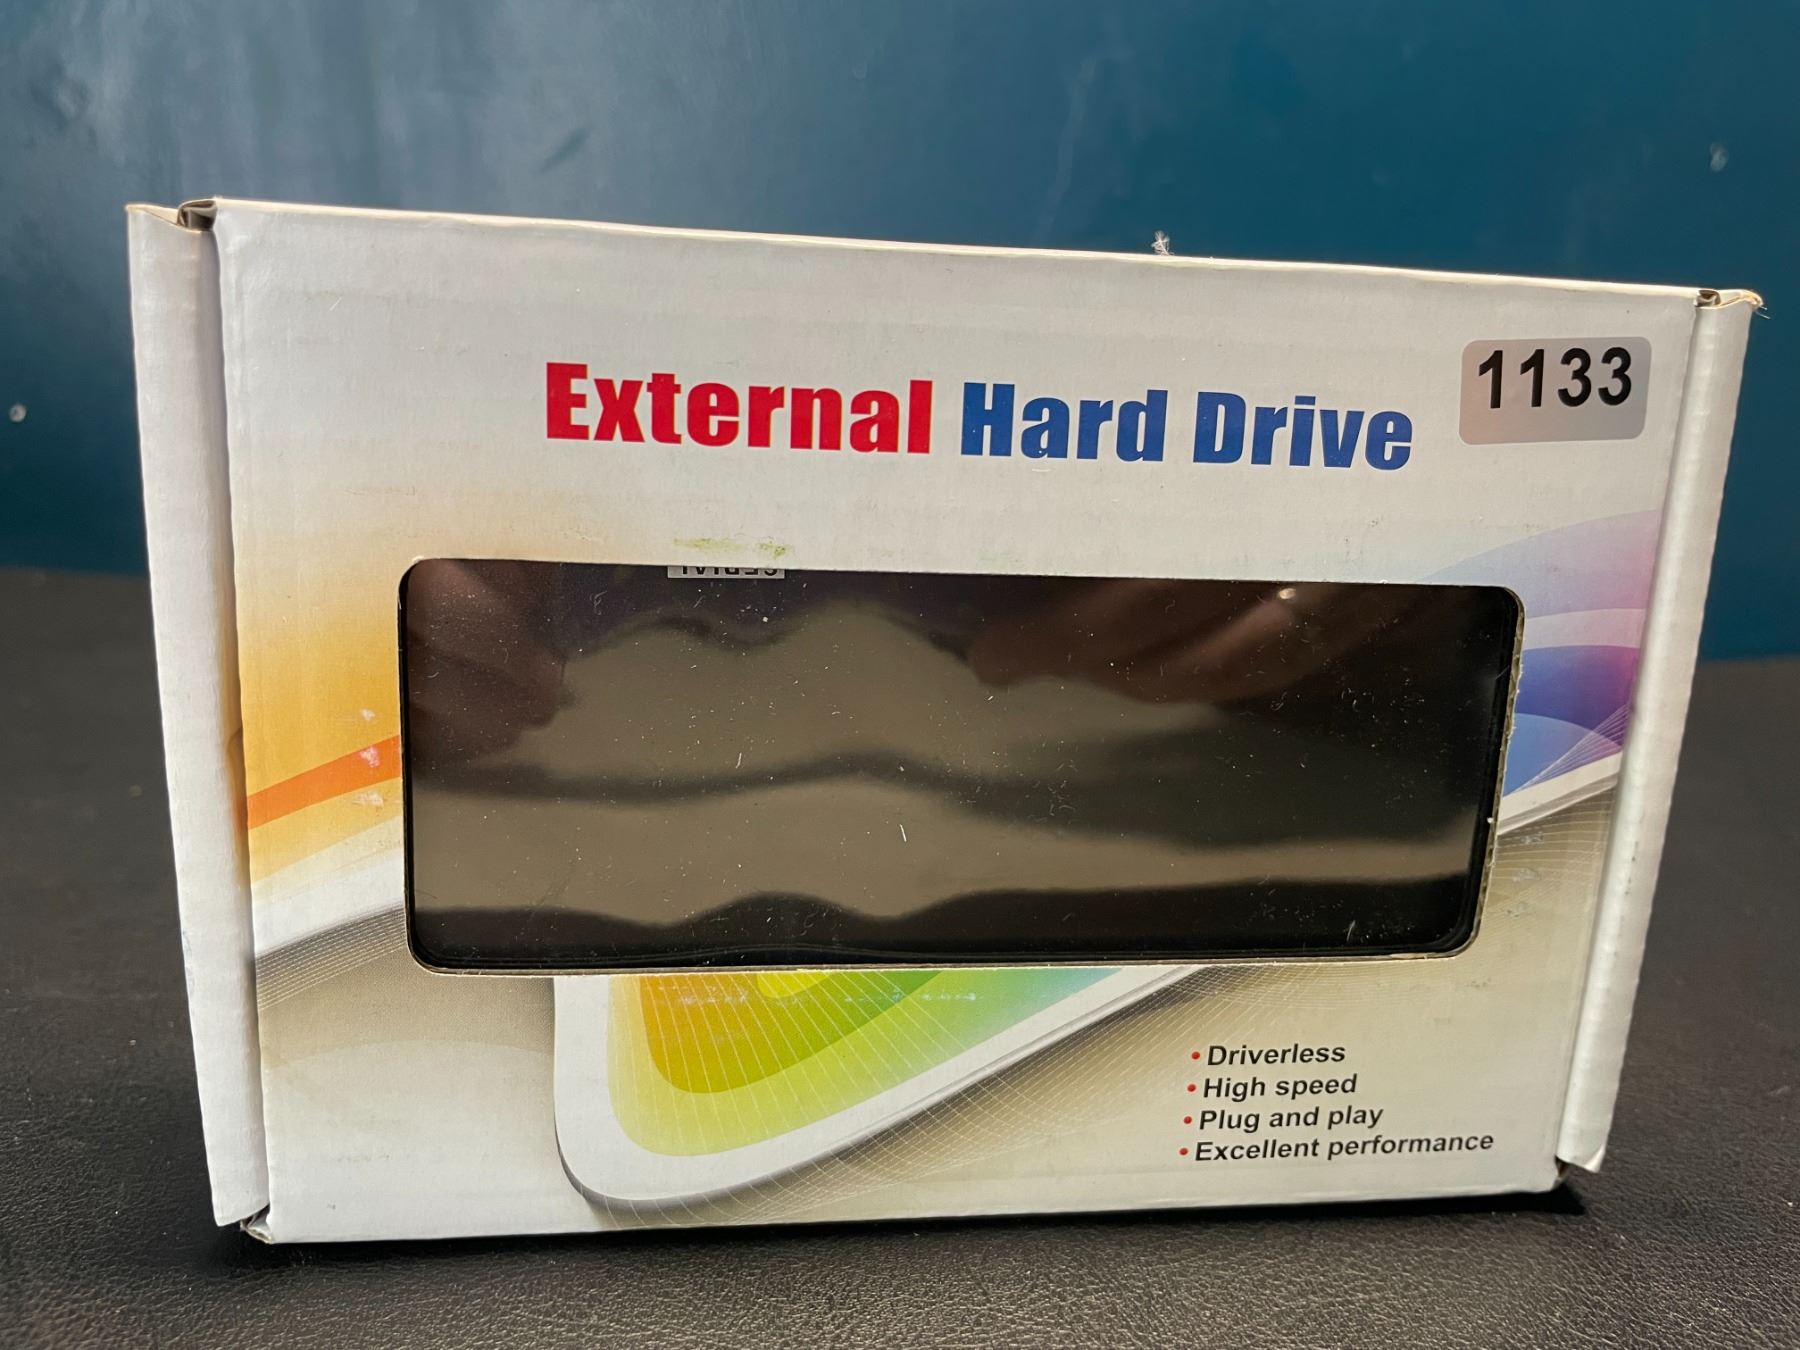 External Hard Drive
1133
• Driverless
• High speed
• Plug and play
• Excellent performance